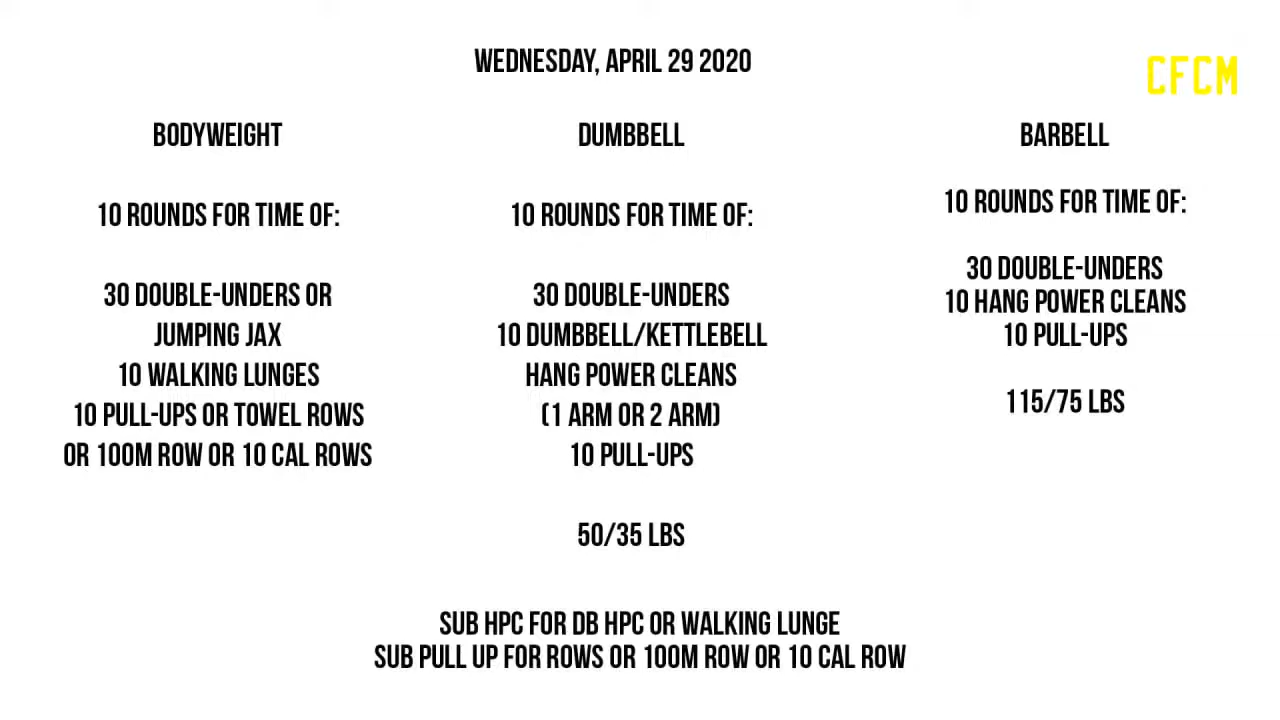 WEDNESDAY, APRIL 29 2020
CFCM
BODYWEIGHT
10 ROUNDS FOR TIME OF:
30 DOUBLE-UNDERS OR
JUMPING JAX
10 WALKING LUNGES
10 PULL-UPS OR TOWEL ROWS
OR 100M ROW OR 10 CAL ROWS
DUMBBELL
10 ROUNDS FOR TIME OF:
30 DOUBLE-UNDERS
10 DUMBBELL/KETTLEBELL
HANG POWER CLEANS
(1 ARM OR 2 ARM)
10 PULL-UPS
50/35 LBS
BARBELL
10 ROUNDS FOR TIME OF:
30 DOUBLE-UNDERS
10 HANG POWER CLEANS
10 PULL-UPS
115/75 LBS
SUB HPC FOR DB HPC OR WALKING LUNGE
SUB PULL UP FOR ROWS OR 100M ROW OR 10 CAL ROW